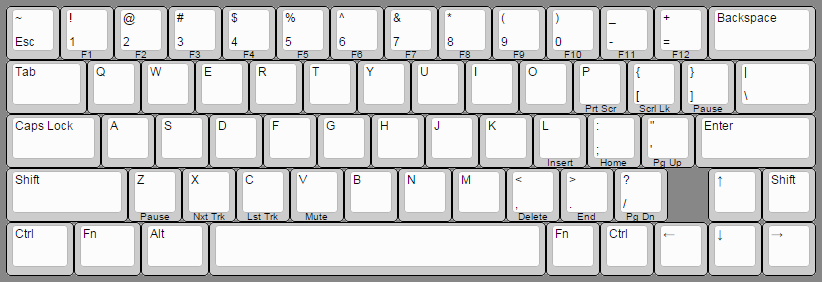 ~ ! @ # $ % ^ & * ( ) _ + Backspace
Esc 1 2 3 4 5 6 7 8 9 0 - =
F1 F2 F3 F4 F5 F6 F7 F8 F9 F10 F11 F12
Tab Q W E R T Y U I O P { } |
[ ] \
Prt Scr Scrl Lk Pause
Caps Lock A S D F G H J K L : " Enter
; '
Insert Home Pg Up
Shift Z X C V B N M < > ? ↑ Shift
, . /
Pause Nxt Trk Lst Trk Mute Delete End Pg Dn
Ctrl Fn Alt Fn Ctrl ← ↓ →